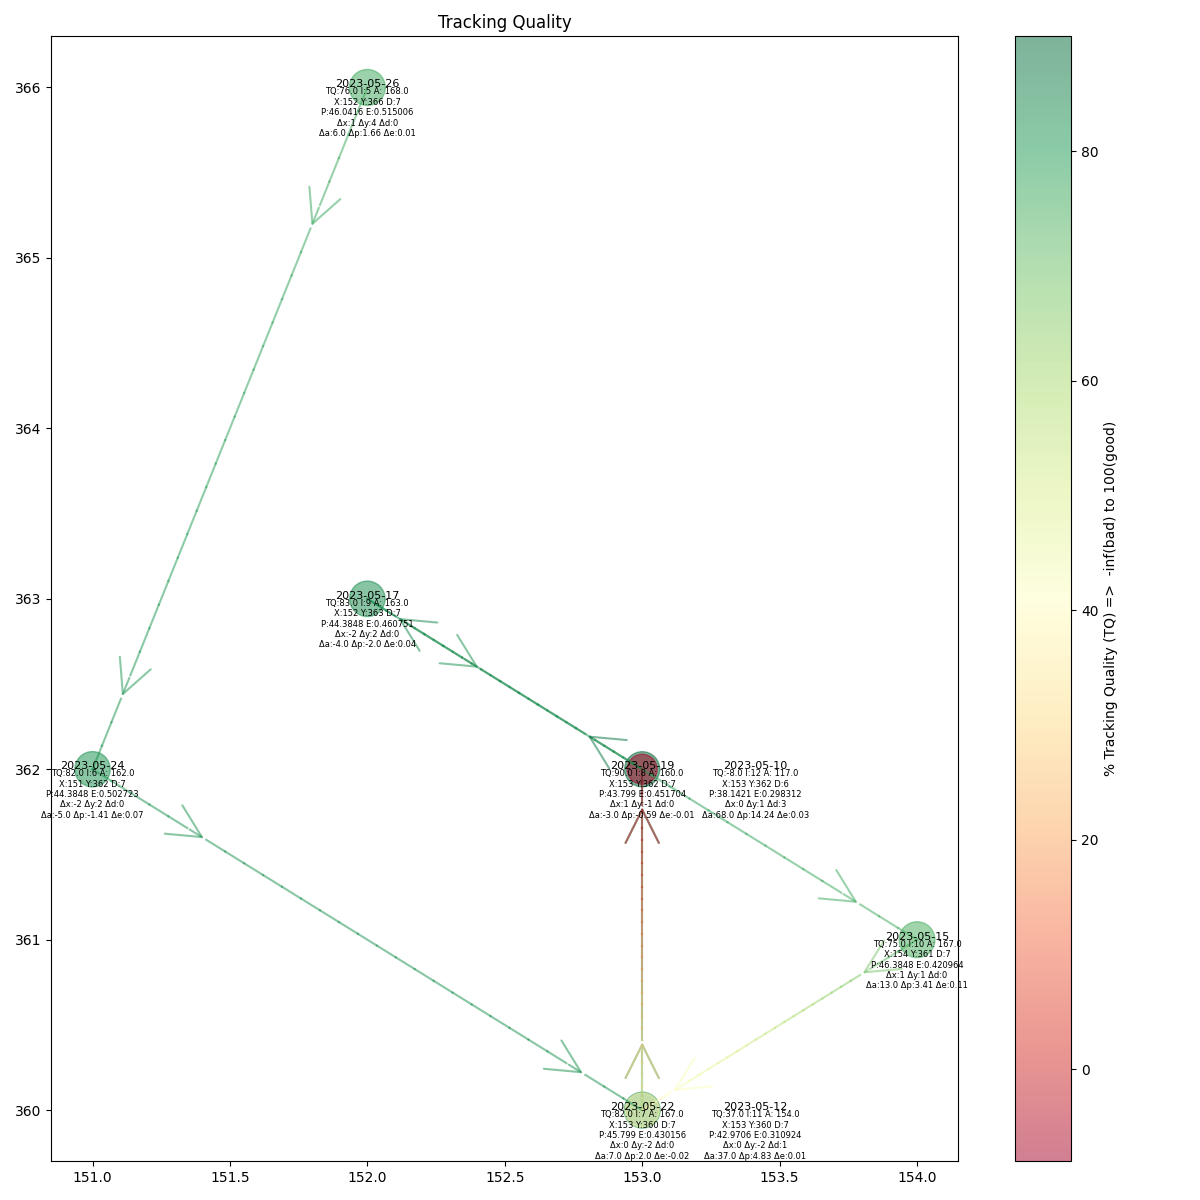 Tracking Quality
366
365
364
363
362
361
360
151.0
151.5
152.0
152.5
153.0
153.5
154.0
2023-05-26
TQ:76.0 I:5 A: 168.0
X:152 Y:366 D:7
P:46.0416 E:0.515006
Δx:1 Δy:4 Δd:0
Δa:6.0 Δp:1.66 Δe:0.01
2023-05-17
TQ:83.0 I:9 A: 163.0
X:152 Y:363 D:7
P:44.3848 E:0.460751
Δx:-2 Δy:2 Δd:0
Δa:-4.0 Δp:-2.0 Δe:0.04
2023-05-24
TQ:82.0 I:6 A: 162.0
X:151 Y:362 D:7
P:44.3848 E:0.502723
Δx:-2 Δy:2 Δd:0
Δa:-5.0 Δp:-1.41 Δe:0.07
2023-05-19
TQ:90.0 I:8 A: 160.0
X:153 Y:362 D:7
P:43.799 E:0.451704
Δx:1 Δy:-1 Δd:0
Δa:-3.0 Δp:-0.59 Δe:-0.01
2023-05-10
TQ:-8.0 I:12 A: 117.0
X:153 Y:362 D:6
P:38.1421 E:0.298312
Δx:0 Δy:1 Δd:3
Δa:68.0 Δp:14.24 Δe:0.03
2023-05-15
TQ:75.0 I:10 A: 167.0
X:154 Y:361 D:7
P:46.3848 E:0.420964
Δx:1 Δy:1 Δd:0
Δa:13.0 Δp:3.41 Δe:0.11
2023-05-22
TQ:82.0 I:7 A: 167.0
X:153 Y:360 D:7
P:45.799 E:0.430156
Δx:0 Δy:-2 Δd:0
Δa:7.0 Δp:2.0 Δe:-0.02
2023-05-12
TQ:37.0 I:11 A: 154.0
X:153 Y:360 D:7
P:42.9706 E:0.310924
Δx:0 Δy:-2 Δd:1
Δa:37.0 Δp:4.83 Δe:0.01
80
60
40
20
0
% Tracking Quality (TQ) =>  -inf(bad) to 100(good)